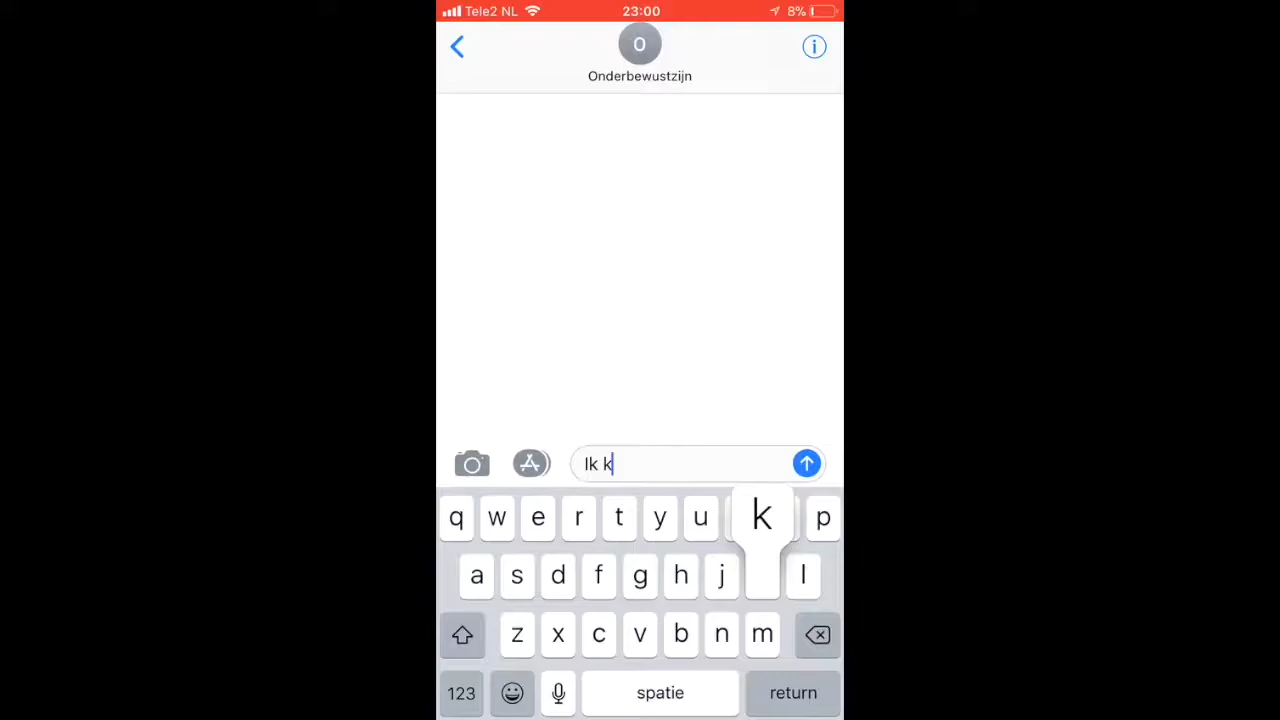 Tele2 NL 23:00 8%
O
Onderbewustzijn
Ik k
q w e r t y u k p
a s d f g h j l
z x c v b n m
123 spatie return